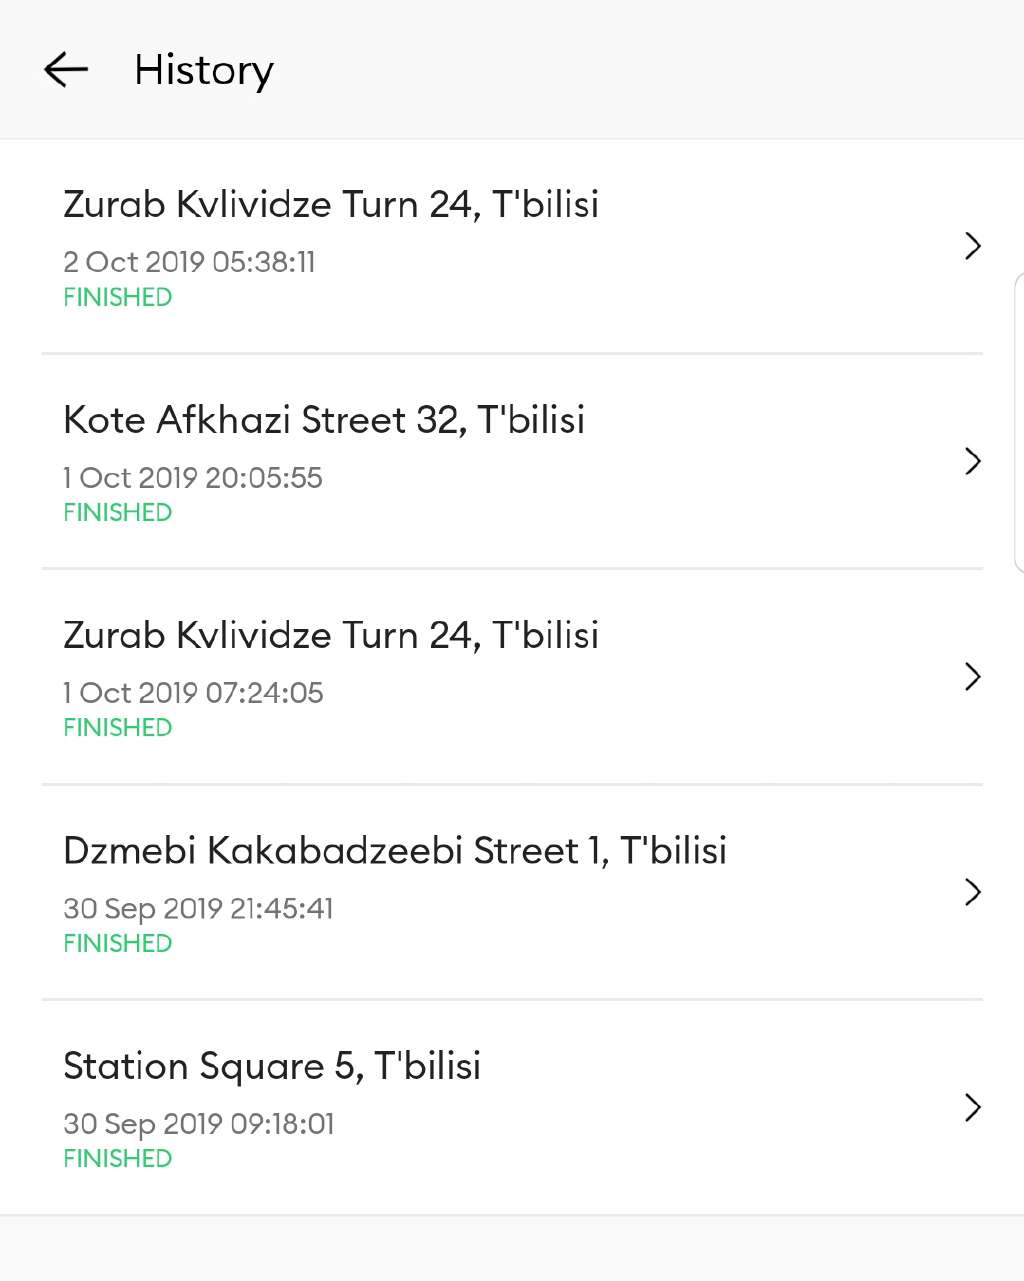 History
Zurab Kvlividze Turn 24, T'bilisi
2 Oct 2019 05:38:11
FINISHED
Kote Afkhazi Street 32, T'bilisi
1 Oct 2019 20:05:55
FINISHED
Zurab Kvlividze Turn 24, T'bilisi
1 Oct 2019 07:24:05
FINISHED
Dzmebi Kakabadzeebi Street 1, T'bilisi
30 Sep 2019 21:45:41
FINISHED
Station Square 5, T'bilisi
30 Sep 2019 09:18:01
FINISHED